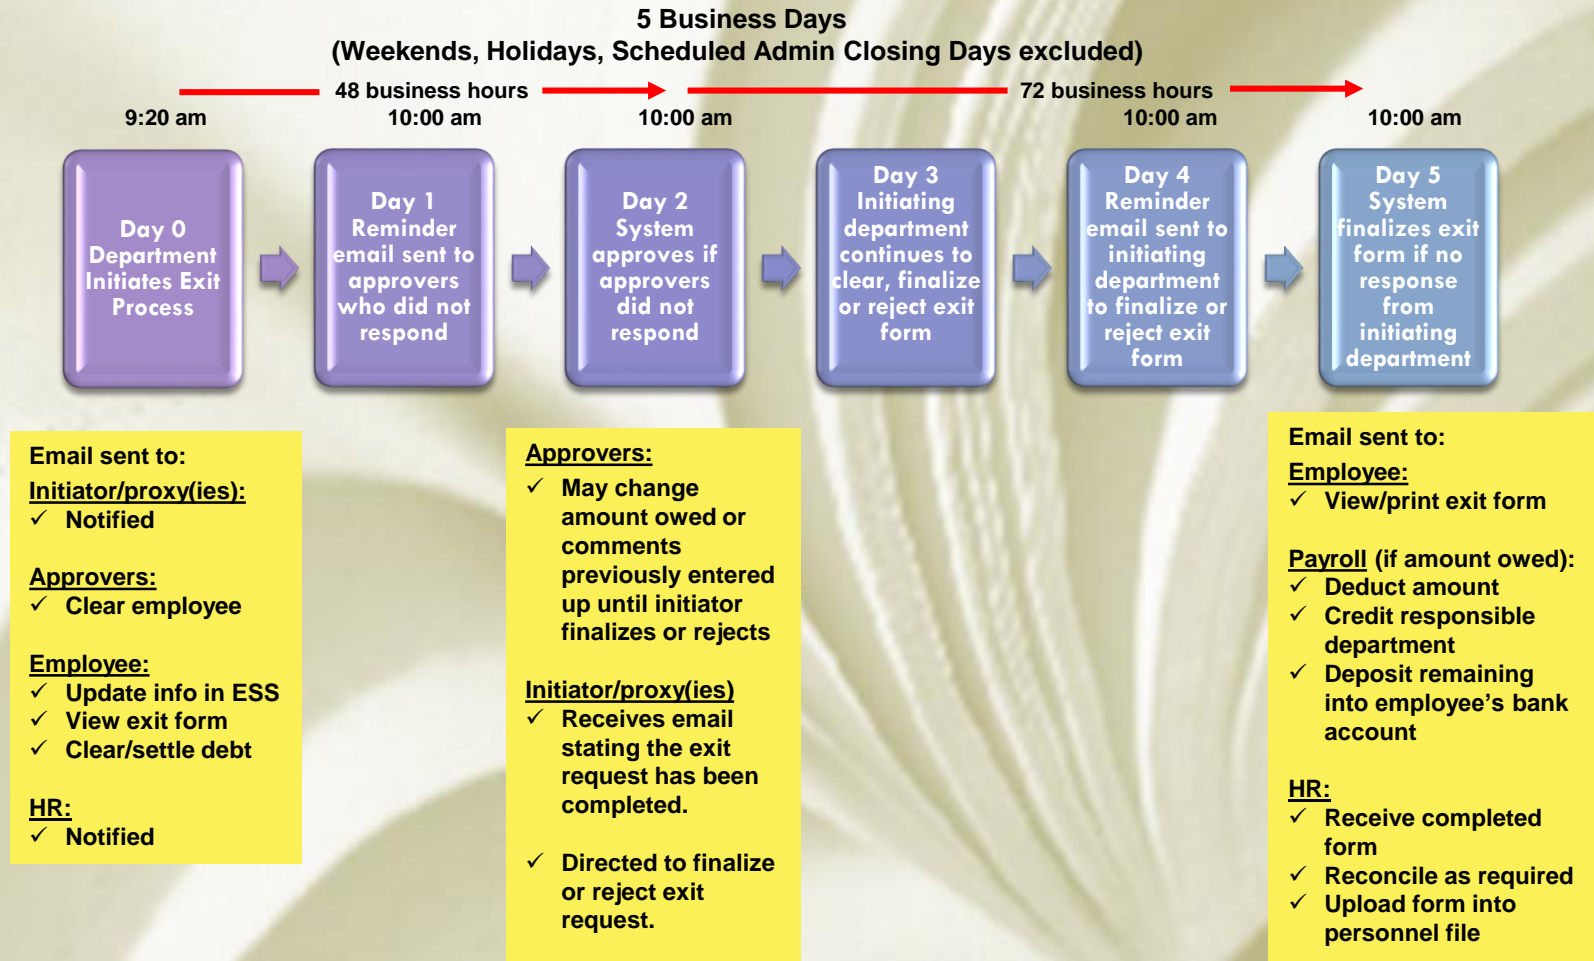 5 Business Days
(Weekends, Holidays, Scheduled Admin Closing Days excluded)
48 business hours
72 business hours
9:20 am
10:00 am
10:00 am
10:00 am
10:00 am
Day 0
Department
Initiates Exit
Process
Day 1
Reminder
email sent to
approvers
who did not
respond
Day 2
System
approves if
approvers
did not
respond
Day 3
Initiating
department
continues to
clear, finalize
or reject exit
form
Day 4
Reminder
email sent to
initiating
department
to finalize or
reject exit
form
Day 5
System
finalizes exit
form if no
response
from
initiating
department
Email sent to:
Initiator/proxy(ies):
✓ Notified
Approvers:
✓ Clear employee
Employee:
✓ Update info in ESS
✓ View exit form
✓ Clear/settle debt
HR:
✓ Notified
Approvers:
✓ May change
amount owed or
comments
previously entered
up until initiator
finalizes or rejects
Initiator/proxy(ies)
✓ Receives email
stating the exit
request has been
completed.
✓ Directed to finalize
or reject exit
request.
Email sent to:
Employee:
✓ View/print exit form
Payroll (if amount owed):
✓ Deduct amount
✓ Credit responsible
department
✓ Deposit remaining
into employee's bank
account
HR:
✓ Receive completed
form
✓ Reconcile as required
✓ Upload form into
personnel file